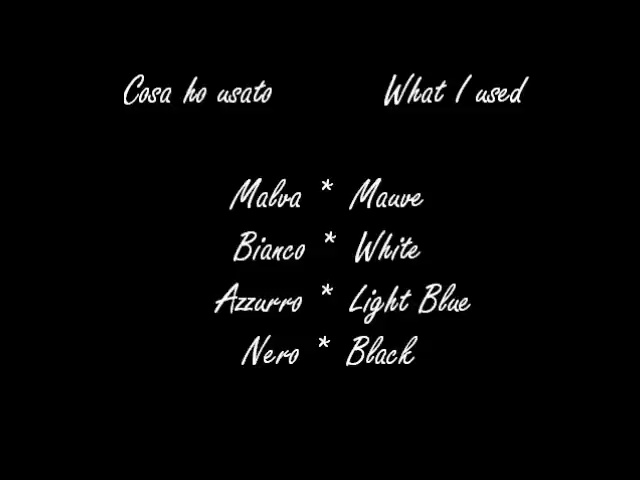 Cosa ho usato What I used
Malva * Mauve
Bianco * White
Azzurro * Light Blue
Nero * Black